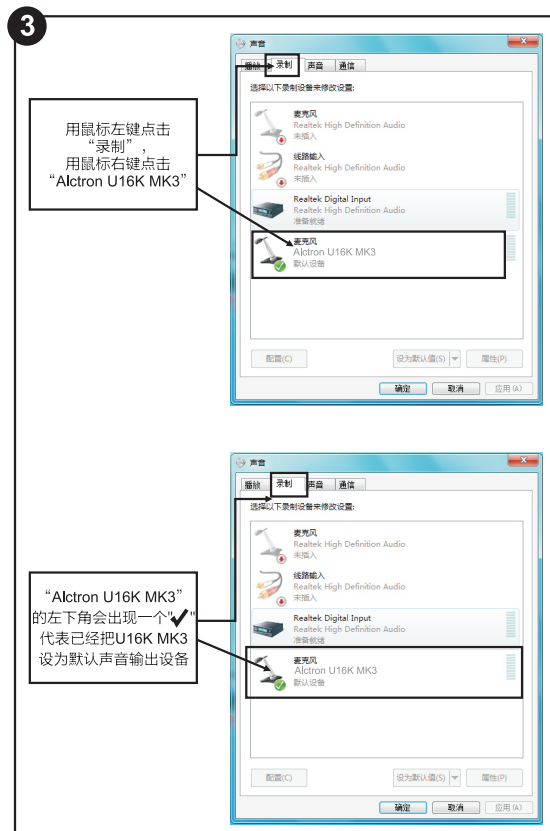 3
声音
播放 录制 声音 通信
选择以下录制设备来修改设置:
用鼠标左键点击
“录制”，
用鼠标右键点击
“Alctron U16K MK3”
麦克风
Realtek High Definition Audio
未插入
线路输入
Realtek High Definition Audio
未插入
Realtek Digital Input
Realtek High Definition Audio
准备就绪
麦克风
Alctron U16K MK3
默认设备
配置(C) 设为默认值(S) 属性(P)
确定 取消 应用(A)
声音
播放 录制 声音 通信
选择以下录制设备来修改设置:
麦克风
Realtek High Definition Audio
未插入
线路输入
Realtek High Definition Audio
未插入
“Alctron U16K MK3”
的左下角会出现一个"✓"
代表已经把U16K MK3
设为默认声音输出设备
Realtek Digital Input
Realtek High Definition Audio
准备就绪
麦克风
Alctron U16K MK3
默认设备
配置(C) 设为默认值(S) 属性(P)
确定 取消 应用(A)